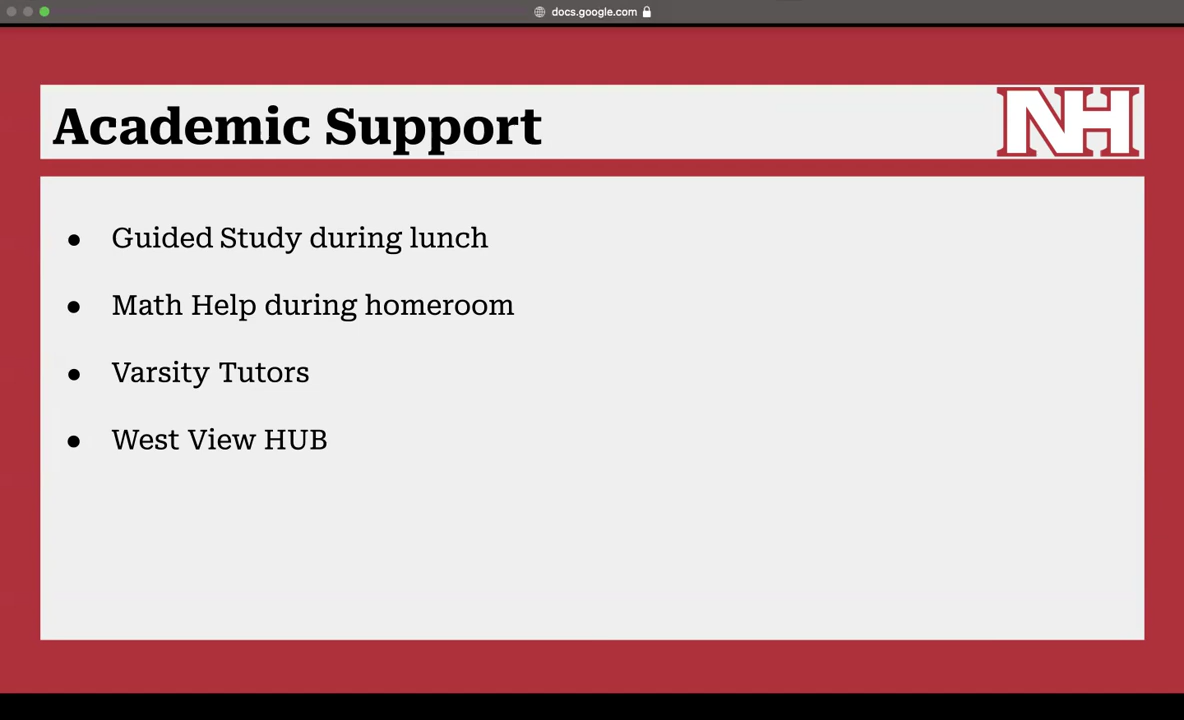 docs.google.com
Academic Support
NH
● Guided Study during lunch
● Math Help during homeroom
● Varsity Tutors
● West View HUB